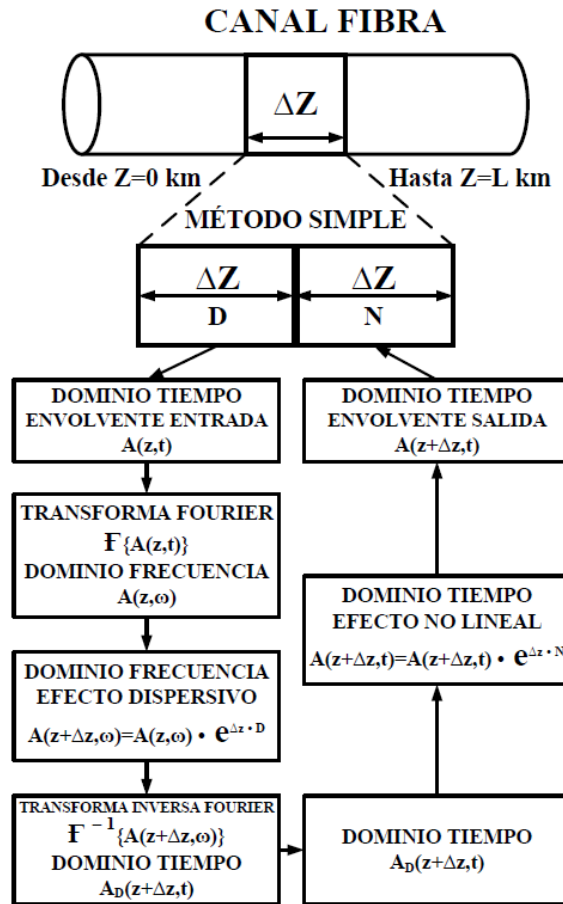 CANAL FIBRA
ΔZ
Desde Z=0 km
Hasta Z=L km
MÉTODO SIMPLE
ΔZ
D
ΔZ
N
DOMINIO TIEMPO
ENVOLVENTE ENTRADA
A(z,t)
TRANSFORMA FOURIER
F{A(z,t)}
DOMINIO FRECUENCIA
A(z,ω)
DOMINIO FRECUENCIA
EFECTO DISPERSIVO
A(z+Δz,ω)=A(z,ω) • e^Δz • D
TRANSFORMA INVERSA FOURIER
F⁻¹{A(z+Δz,ω)}
DOMINIO TIEMPO
A_D(z+Δz,t)
DOMINIO TIEMPO
A_D(z+Δz,t)
DOMINIO TIEMPO
EFECTO NO LINEAL
A(z+Δz,t)=A(z+Δz,t) • e^Δz • N
DOMINIO TIEMPO
ENVOLVENTE SALIDA
A(z+Δz,t)